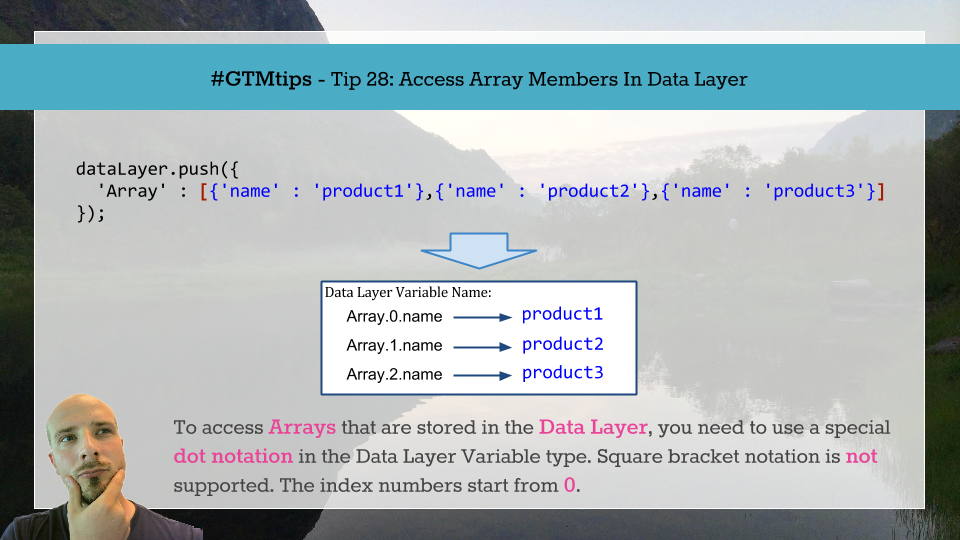 #GTMtips - Tip 28: Access Array Members In Data Layer
dataLayer.push({
'Array' : [{'name' : 'product1'},{'name' : 'product2'},{'name' : 'product3'}]
});
Data Layer Variable Name:
Array.0.name product1
Array.1.name product2
Array.2.name product3
To access Arrays that are stored in the Data Layer, you need to use a special
dot notation in the Data Layer Variable type. Square bracket notation is not
supported. The index numbers start from 0.